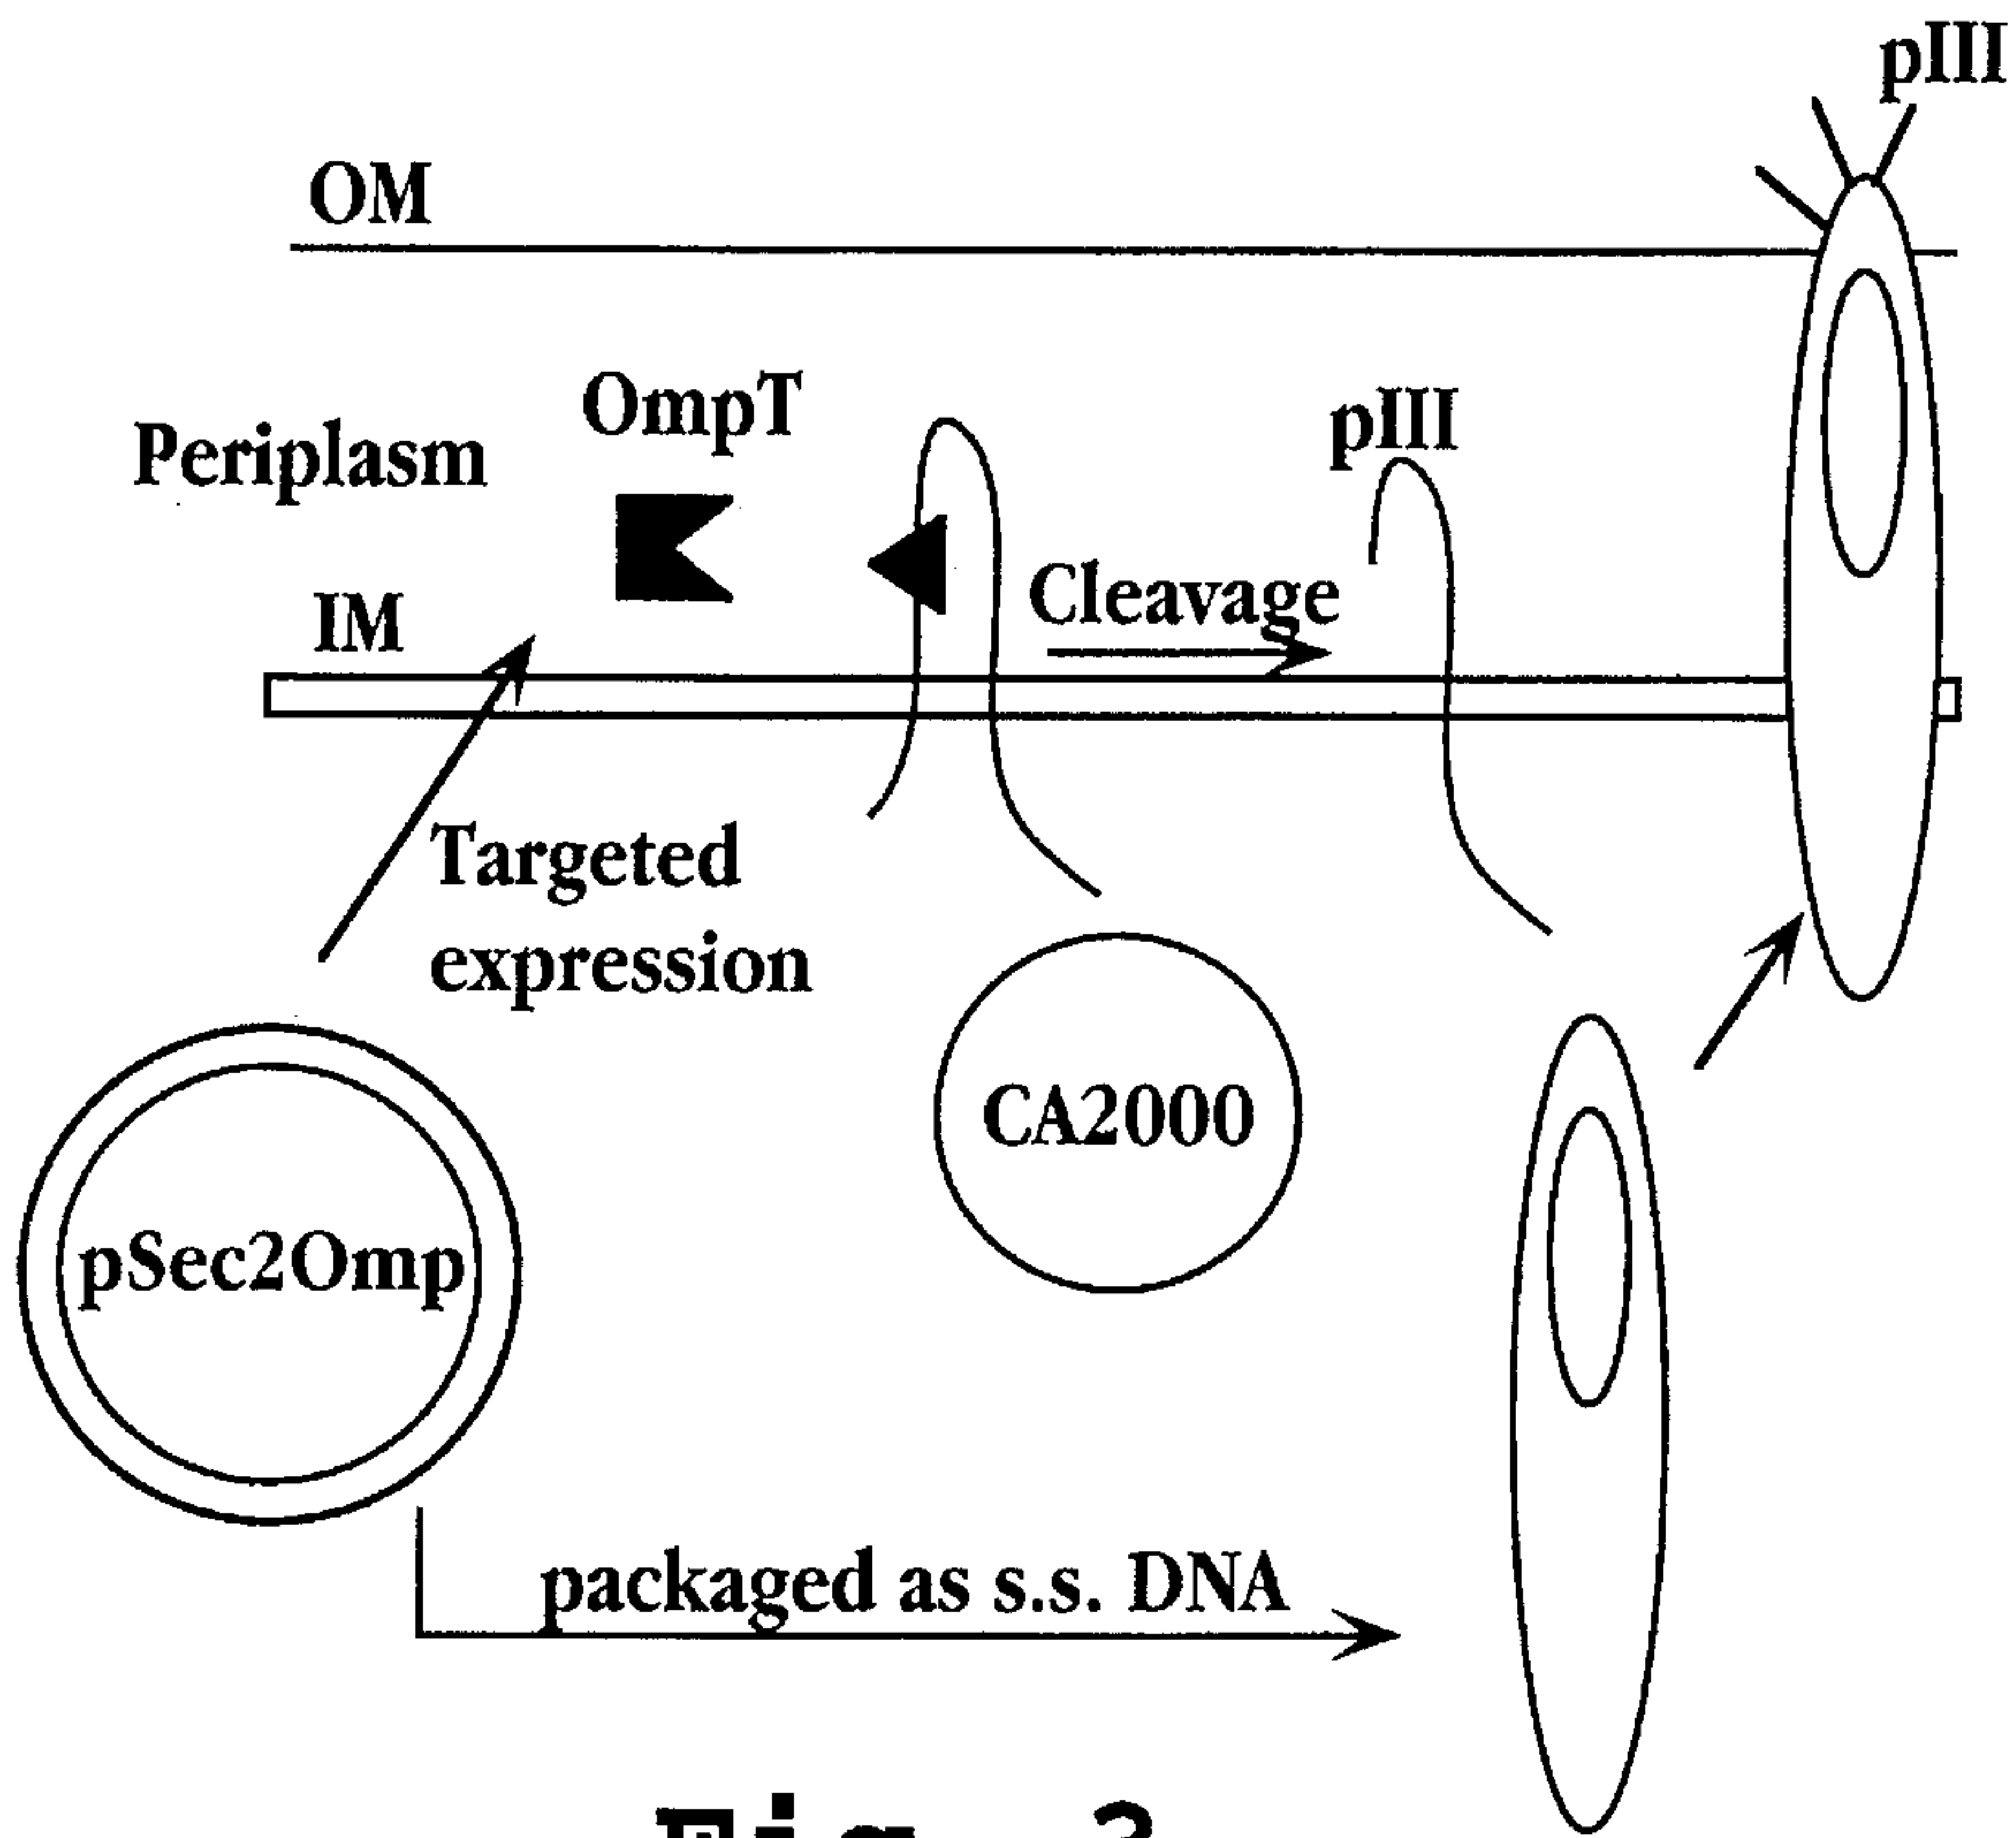 pIII
OM
OmpT
pIII
Periplasm
Cleavage
IM
Targeted
expression
CA2000
pSec2Omp
packaged as s.s. DNA